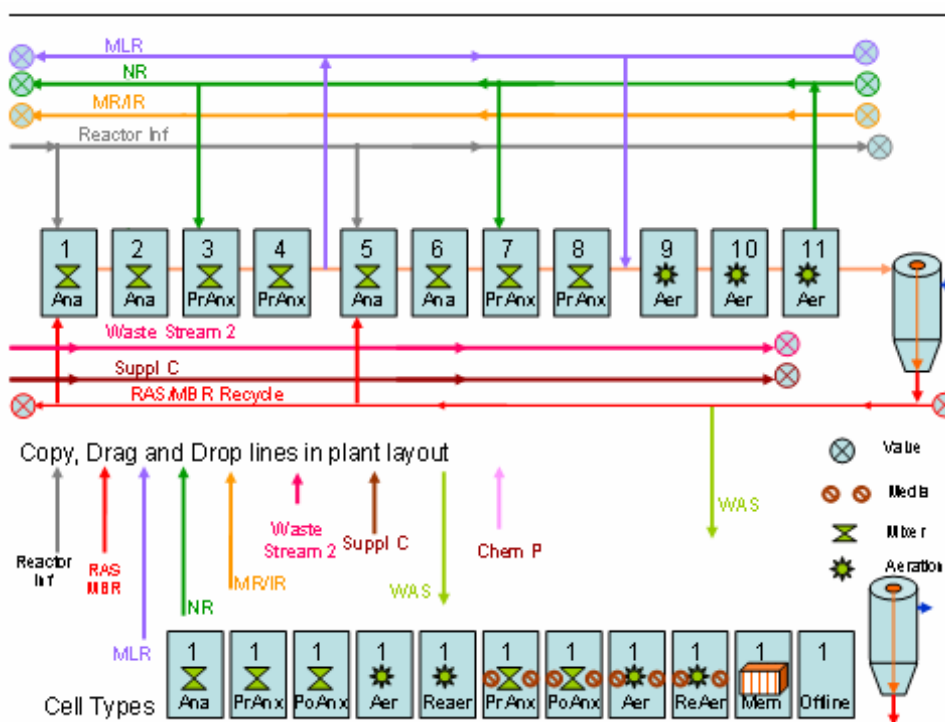 MLR
NR
MR/IR
Reactor Inf
1 2 3 4 5 6 7 8 9 10 11
Ana Ana PrAnx PrAnx Ana Ana PrAnx PrAnx Aer Aer Aer
Waste Stream 2
Suppl C
RAS/MBR Recycle
Copy, Drag and Drop lines in plant layout
Value
Media
Mixer
Aeration
WAS
Reactor
Inf
RAS
MBR
MLR
NR
MR/IR
Waste
Stream 2
Suppl C
WAS
Chem P
1 1 1 1 1 1 1 1 1 1 1
Cell Types
Ana PrAnx PoAnx Aer Reaer PrAnx PoAnx Aer ReAer Mem Offline